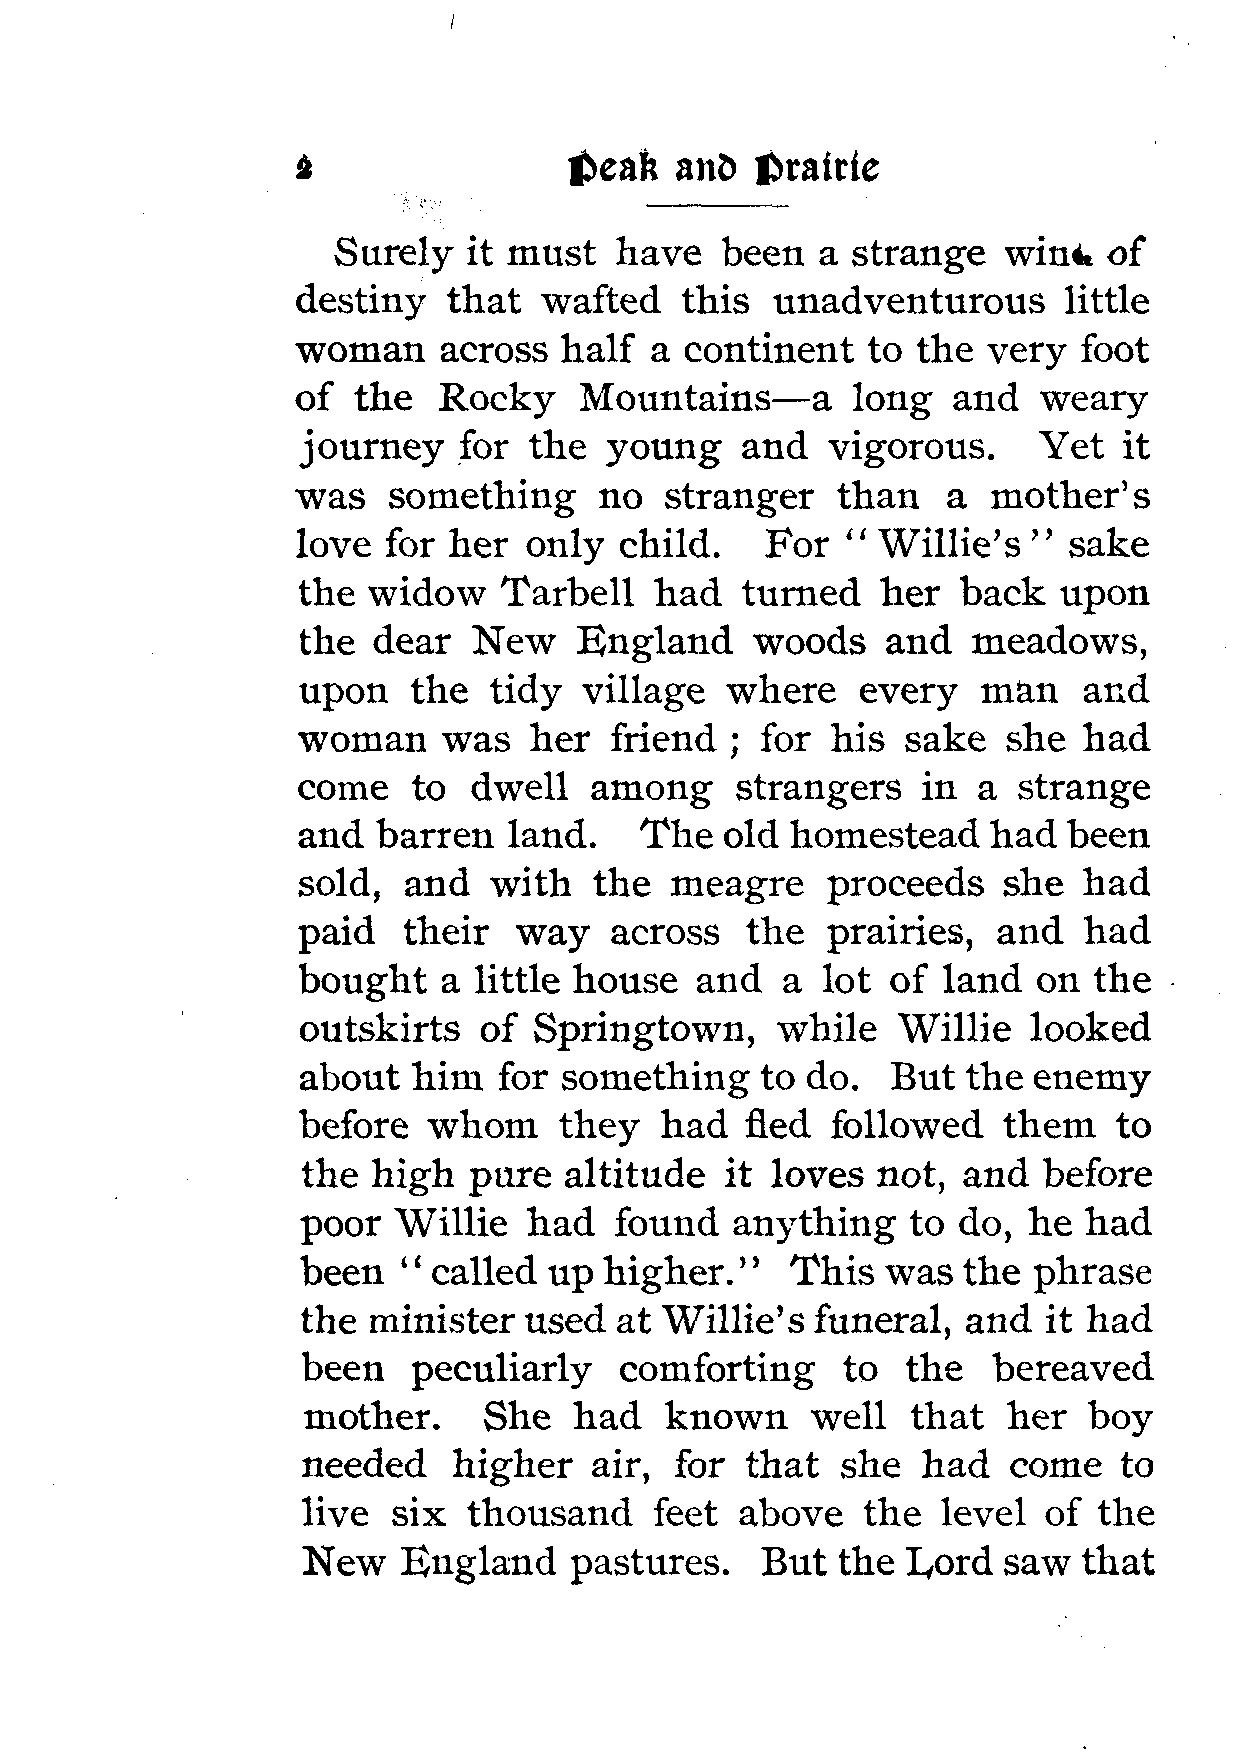 2 Peak and Prairie
Surely it must have been a strange wind of
destiny that wafted this unadventurous little
woman across half a continent to the very foot
of the Rocky Mountains—a long and weary
journey for the young and vigorous. Yet it
was something no stranger than a mother's
love for her only child. For "Willie's" sake
the widow Tarbell had turned her back upon
the dear New England woods and meadows,
upon the tidy village where every man and
woman was her friend ; for his sake she had
come to dwell among strangers in a strange
and barren land. The old homestead had been
sold, and with the meagre proceeds she had
paid their way across the prairies, and had
bought a little house and a lot of land on the
outskirts of Springtown, while Willie looked
about him for something to do. But the enemy
before whom they had fled followed them to
the high pure altitude it loves not, and before
poor Willie had found anything to do, he had
been "called up higher." This was the phrase
the minister used at Willie's funeral, and it had
been peculiarly comforting to the bereaved
mother. She had known well that her boy
needed higher air, for that she had come to
live six thousand feet above the level of the
New England pastures. But the Lord saw that